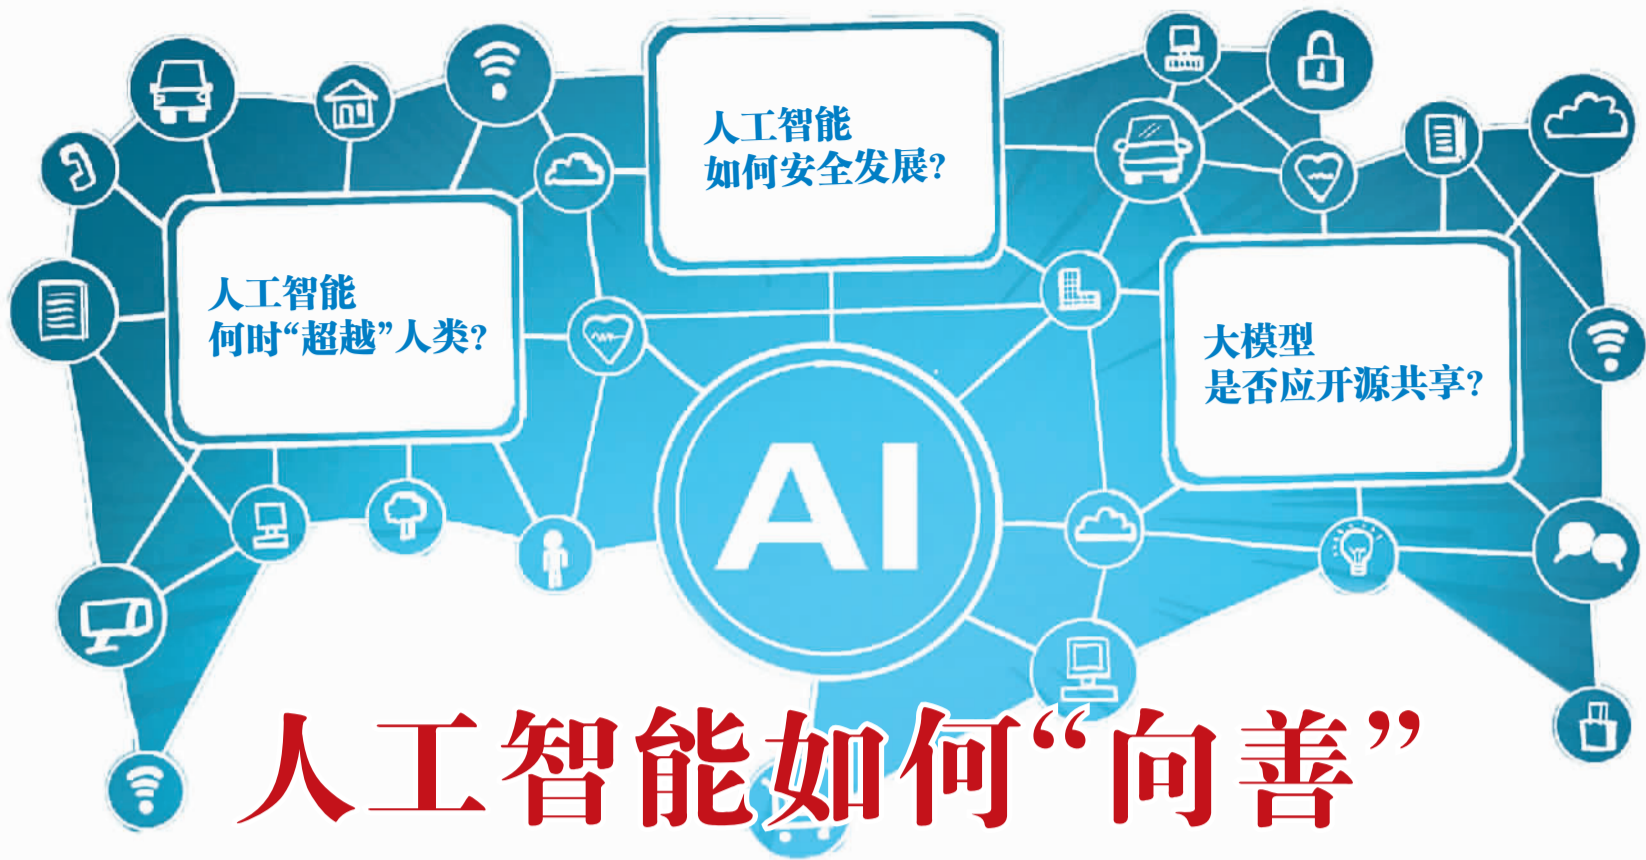 人工智能
如何安全发展?
人工智能
何时“超越”人类?
大模型
是否应开源共享?
AI
人工智能如何“向善”